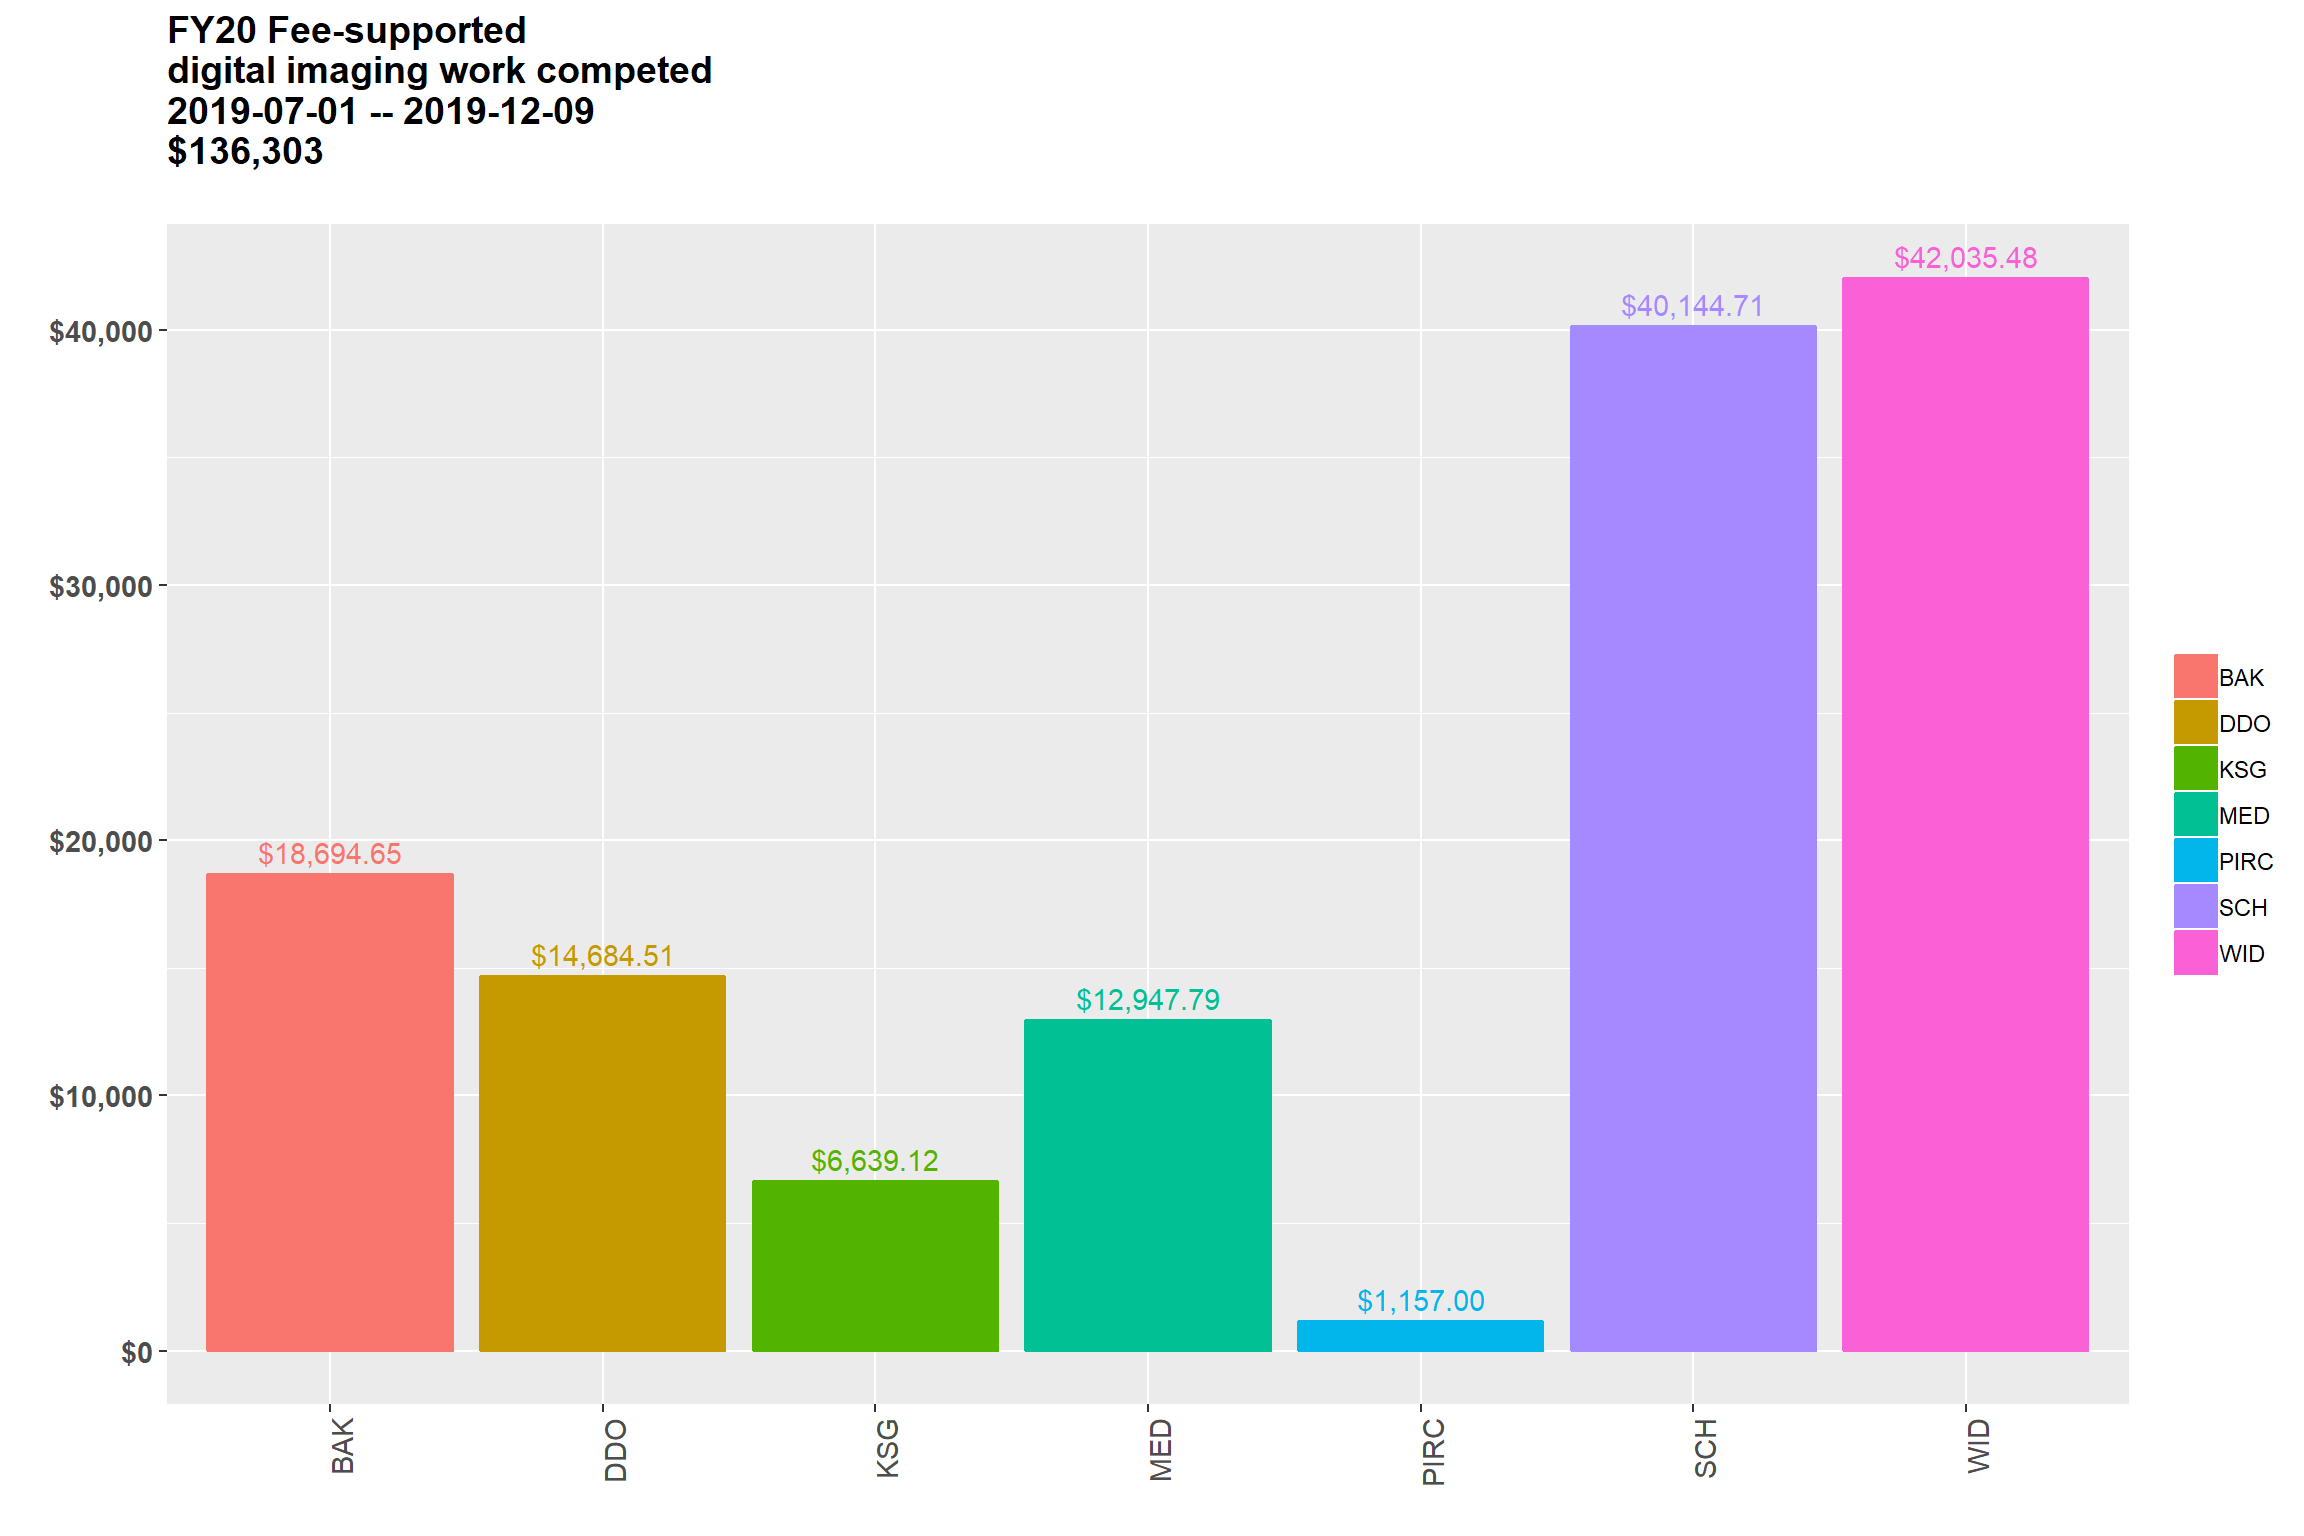 FY20 Fee-supported
digital imaging work competed
2019-07-01 -- 2019-12-09
$136,303
$42,035.48
$40,144.71
$40,000
$30,000
$20,000
$18,694.65
$14,684.51
$12,947.79
$10,000
$6,639.12
$1,157.00
$0
BAK
DDO
KSG
MED
PIRC
SCH
WID
BAK
DDO
KSG
MED
PIRC
SCH
WID